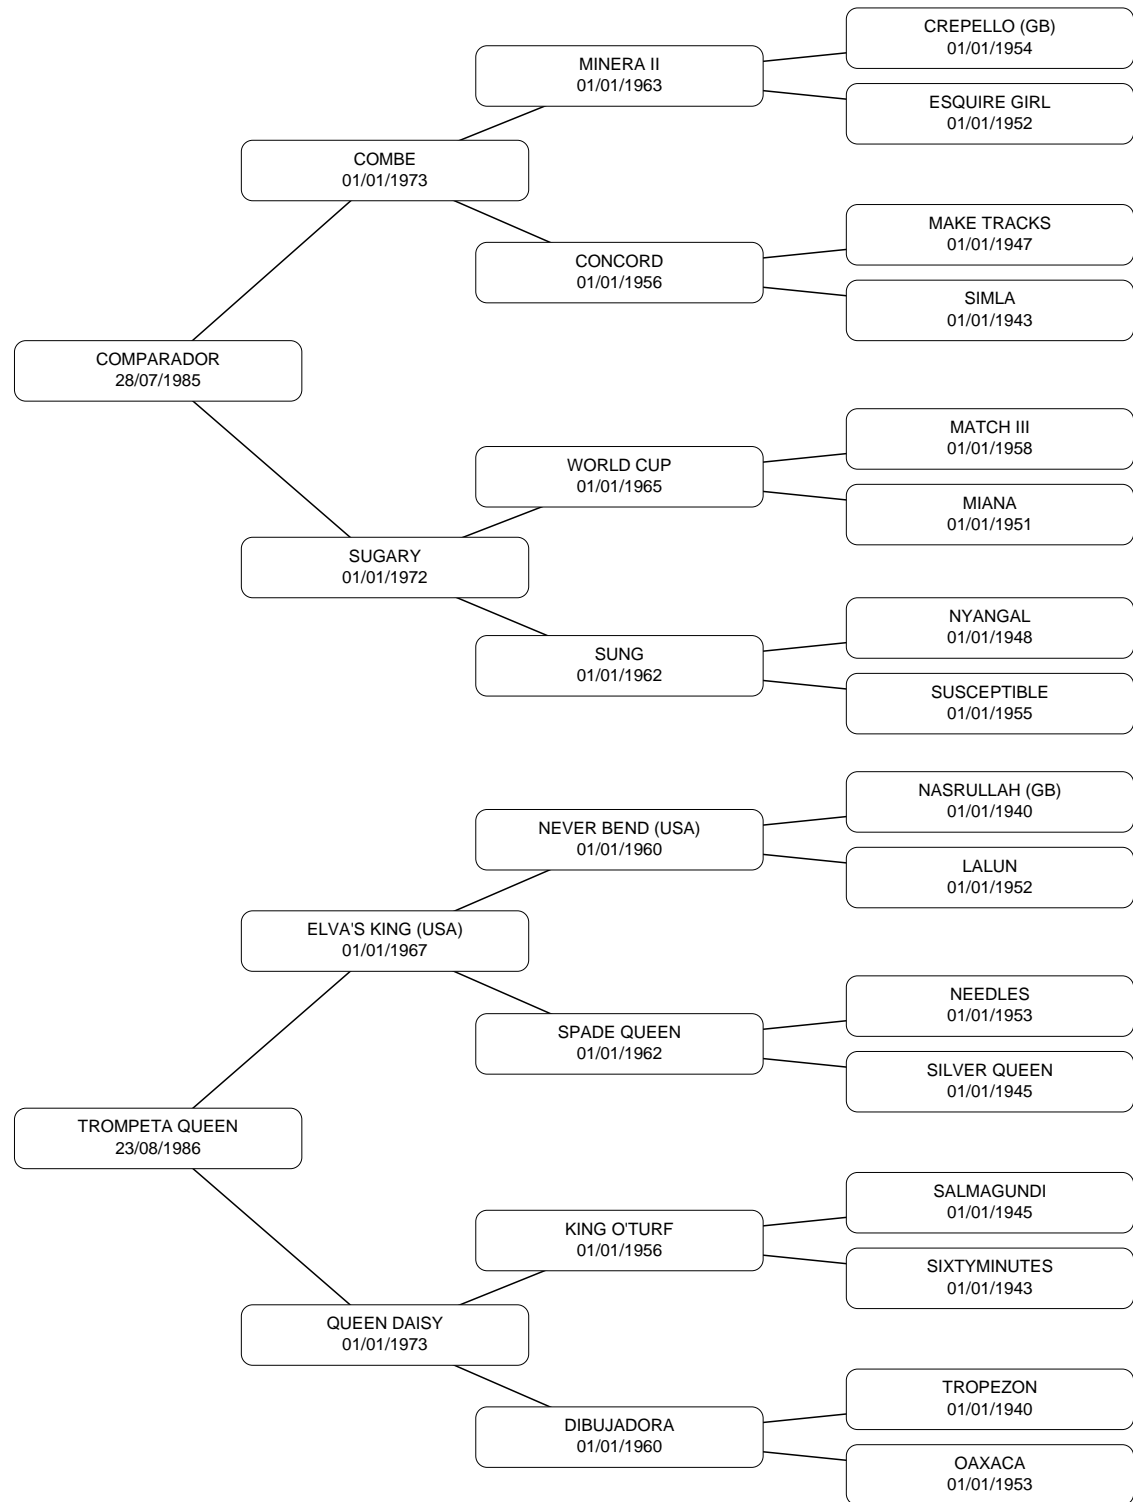 CREPELLO (GB)
01/01/1954
MINERA II
01/01/1963
ESQUIRE GIRL
01/01/1952
COMBE
01/01/1973
MAKE TRACKS
01/01/1947
CONCORD
01/01/1956
SIMLA
01/01/1943
COMPARADOR
28/07/1985
MATCH III
01/01/1958
WORLD CUP
01/01/1965
MIANA
01/01/1951
SUGARY
01/01/1972
NYANGAL
01/01/1948
SUNG
01/01/1962
SUSCEPTIBLE
01/01/1955
NASRULLAH (GB)
01/01/1940
NEVER BEND (USA)
01/01/1960
LALUN
01/01/1952
ELVA'S KING (USA)
01/01/1967
NEEDLES
01/01/1953
SPADE QUEEN
01/01/1962
SILVER QUEEN
01/01/1945
TROMPETA QUEEN
23/08/1986
SALMAGUNDI
01/01/1945
KING O'TURF
01/01/1956
SIXTYMINUTES
01/01/1943
QUEEN DAISY
01/01/1973
TROPEZON
01/01/1940
DIBUJADORA
01/01/1960
OAXACA
01/01/1953